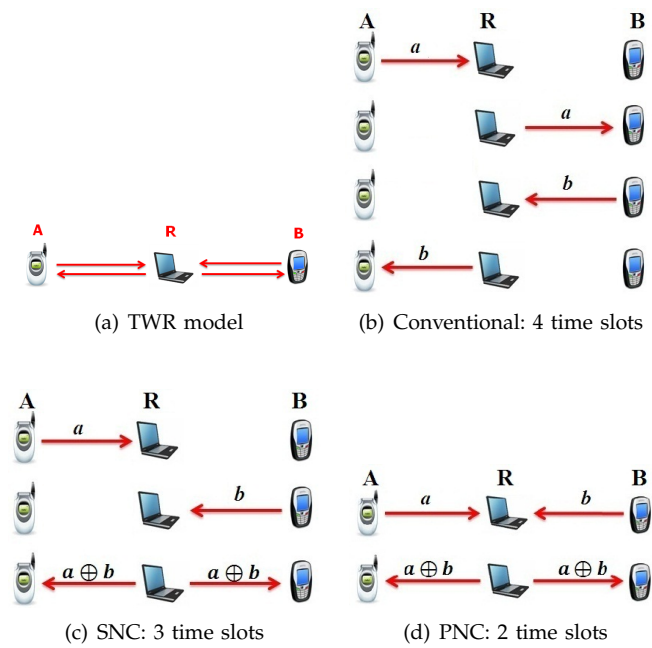 A R B
a
a
b
b
A R B
(a) TWR model
(b) Conventional: 4 time slots
A R B
a
b
a ⊕ b a ⊕ b
(c) SNC: 3 time slots
A R B
a b
a ⊕ b a ⊕ b
(d) PNC: 2 time slots